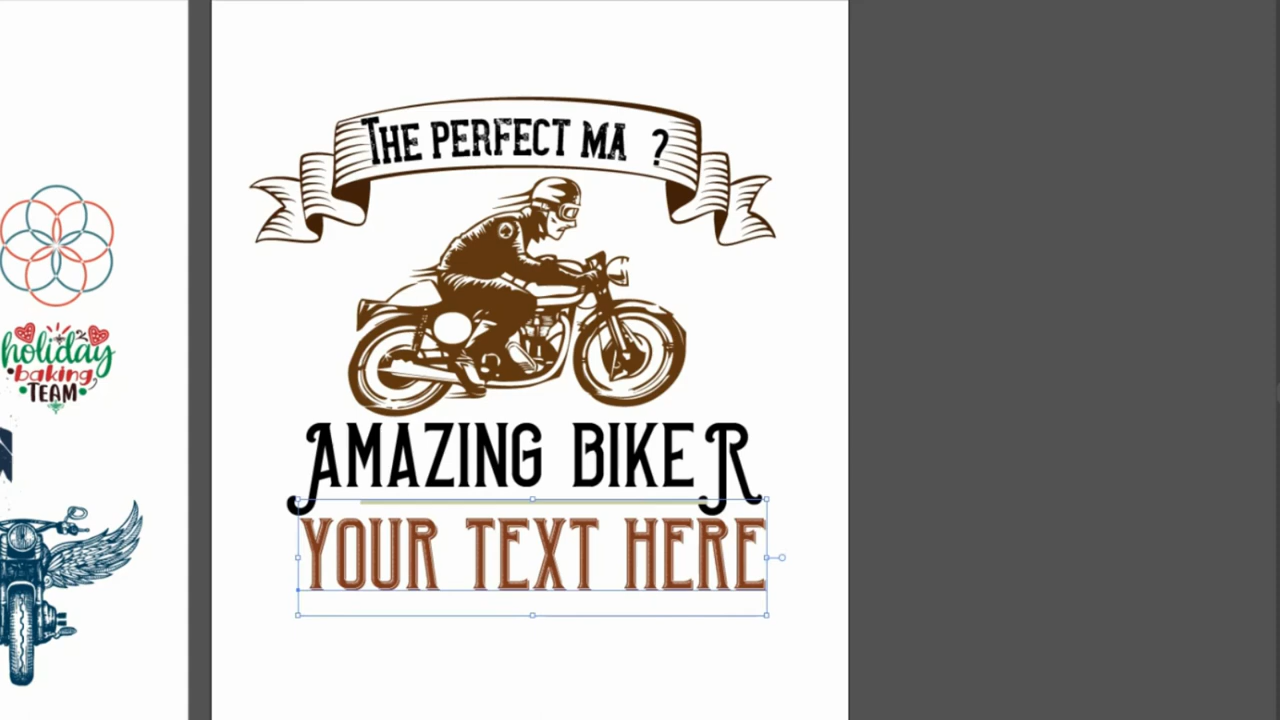 THE PERFECT MA ?
holiday
baking
TEAM
AMAZING BIKER
YOUR TEXT HERE